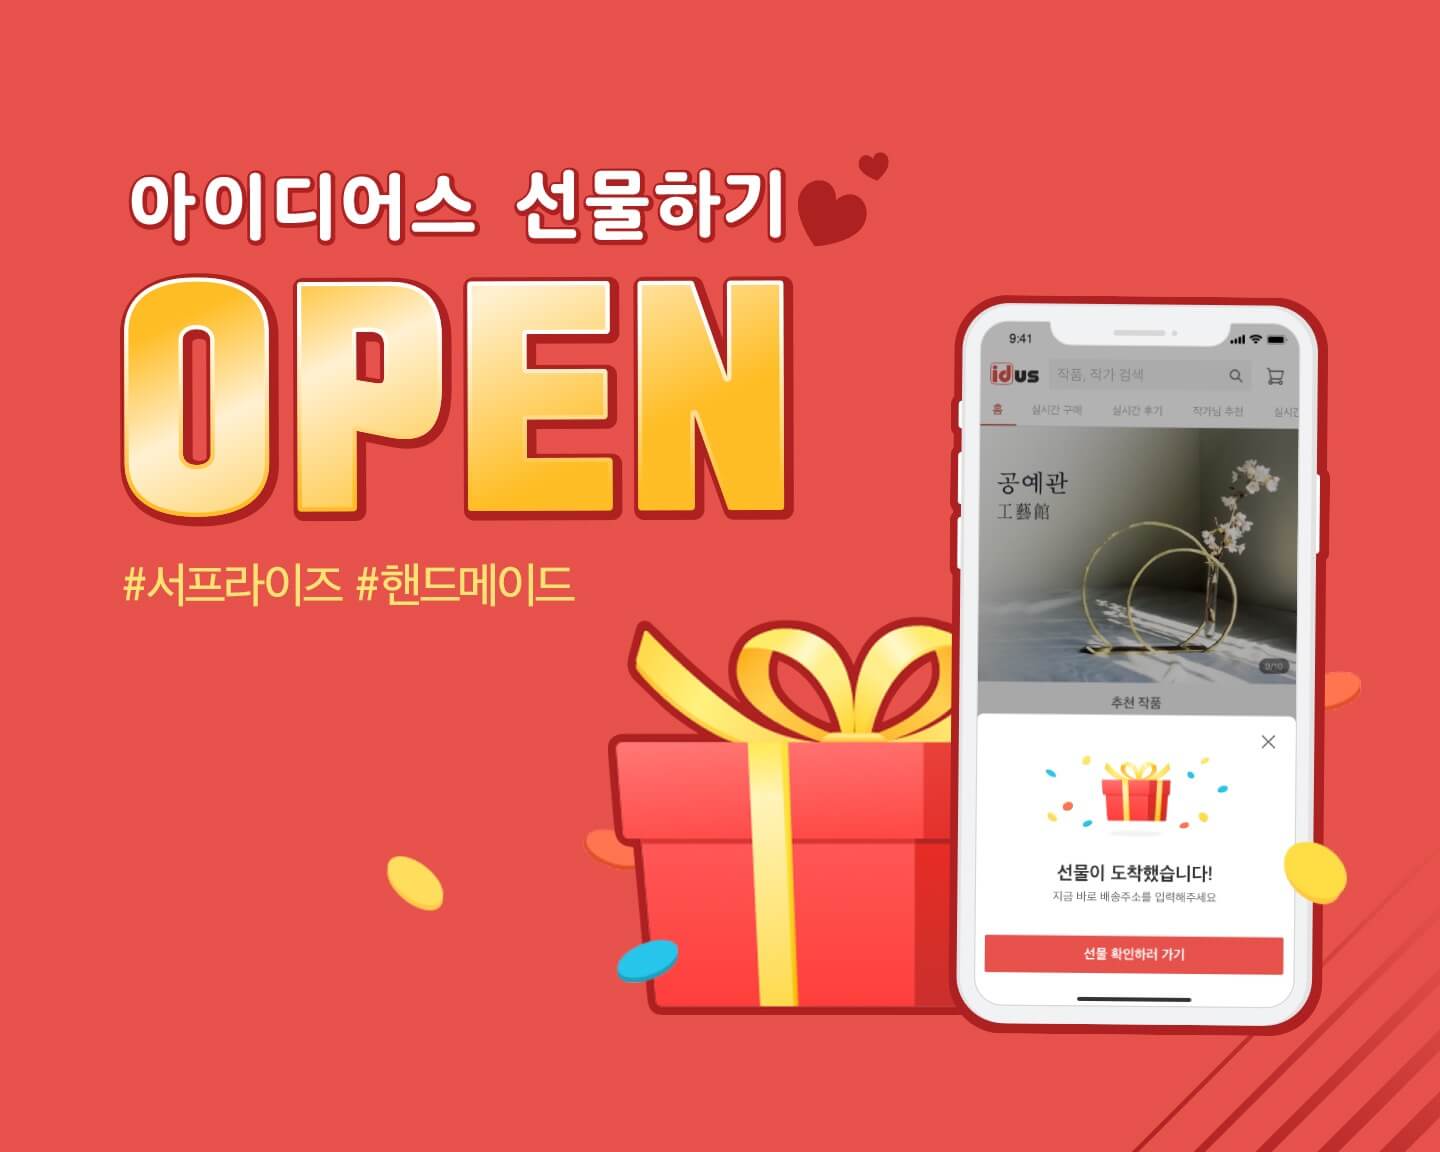 아이디어스 선물하기
OPEN
#서프라이즈 #핸드메이드
9:41
idus 작품, 작가 검색
홈 실시간 구매 실시간 후기 작가님 추천 실시간
공예관
工藝館
추천 작품
선물이 도착했습니다!
지금 바로 배송주소를 입력해주세요
선물 확인하러 가기